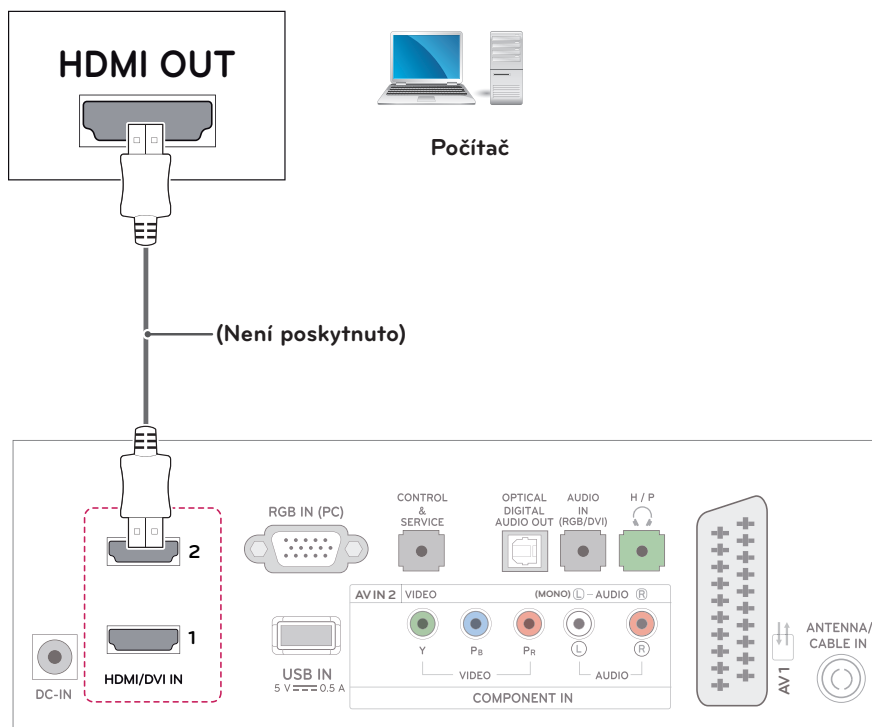 HDMI OUT
Počítač
(Není poskytnuto)
RGB IN (PC)
CONTROL
&
SERVICE
OPTICAL
DIGITAL
AUDIO OUT
AUDIO
IN
(RGB/DVI)
H / P
2
1
HDMI/DVI IN
DC-IN
USB IN
5 V 0.5 A
AV IN 2
VIDEO
(MONO) L - AUDIO R
Y
PB
PR
L
R
VIDEO
AUDIO
COMPONENT IN
AV1
ANTENNA/
CABLE IN